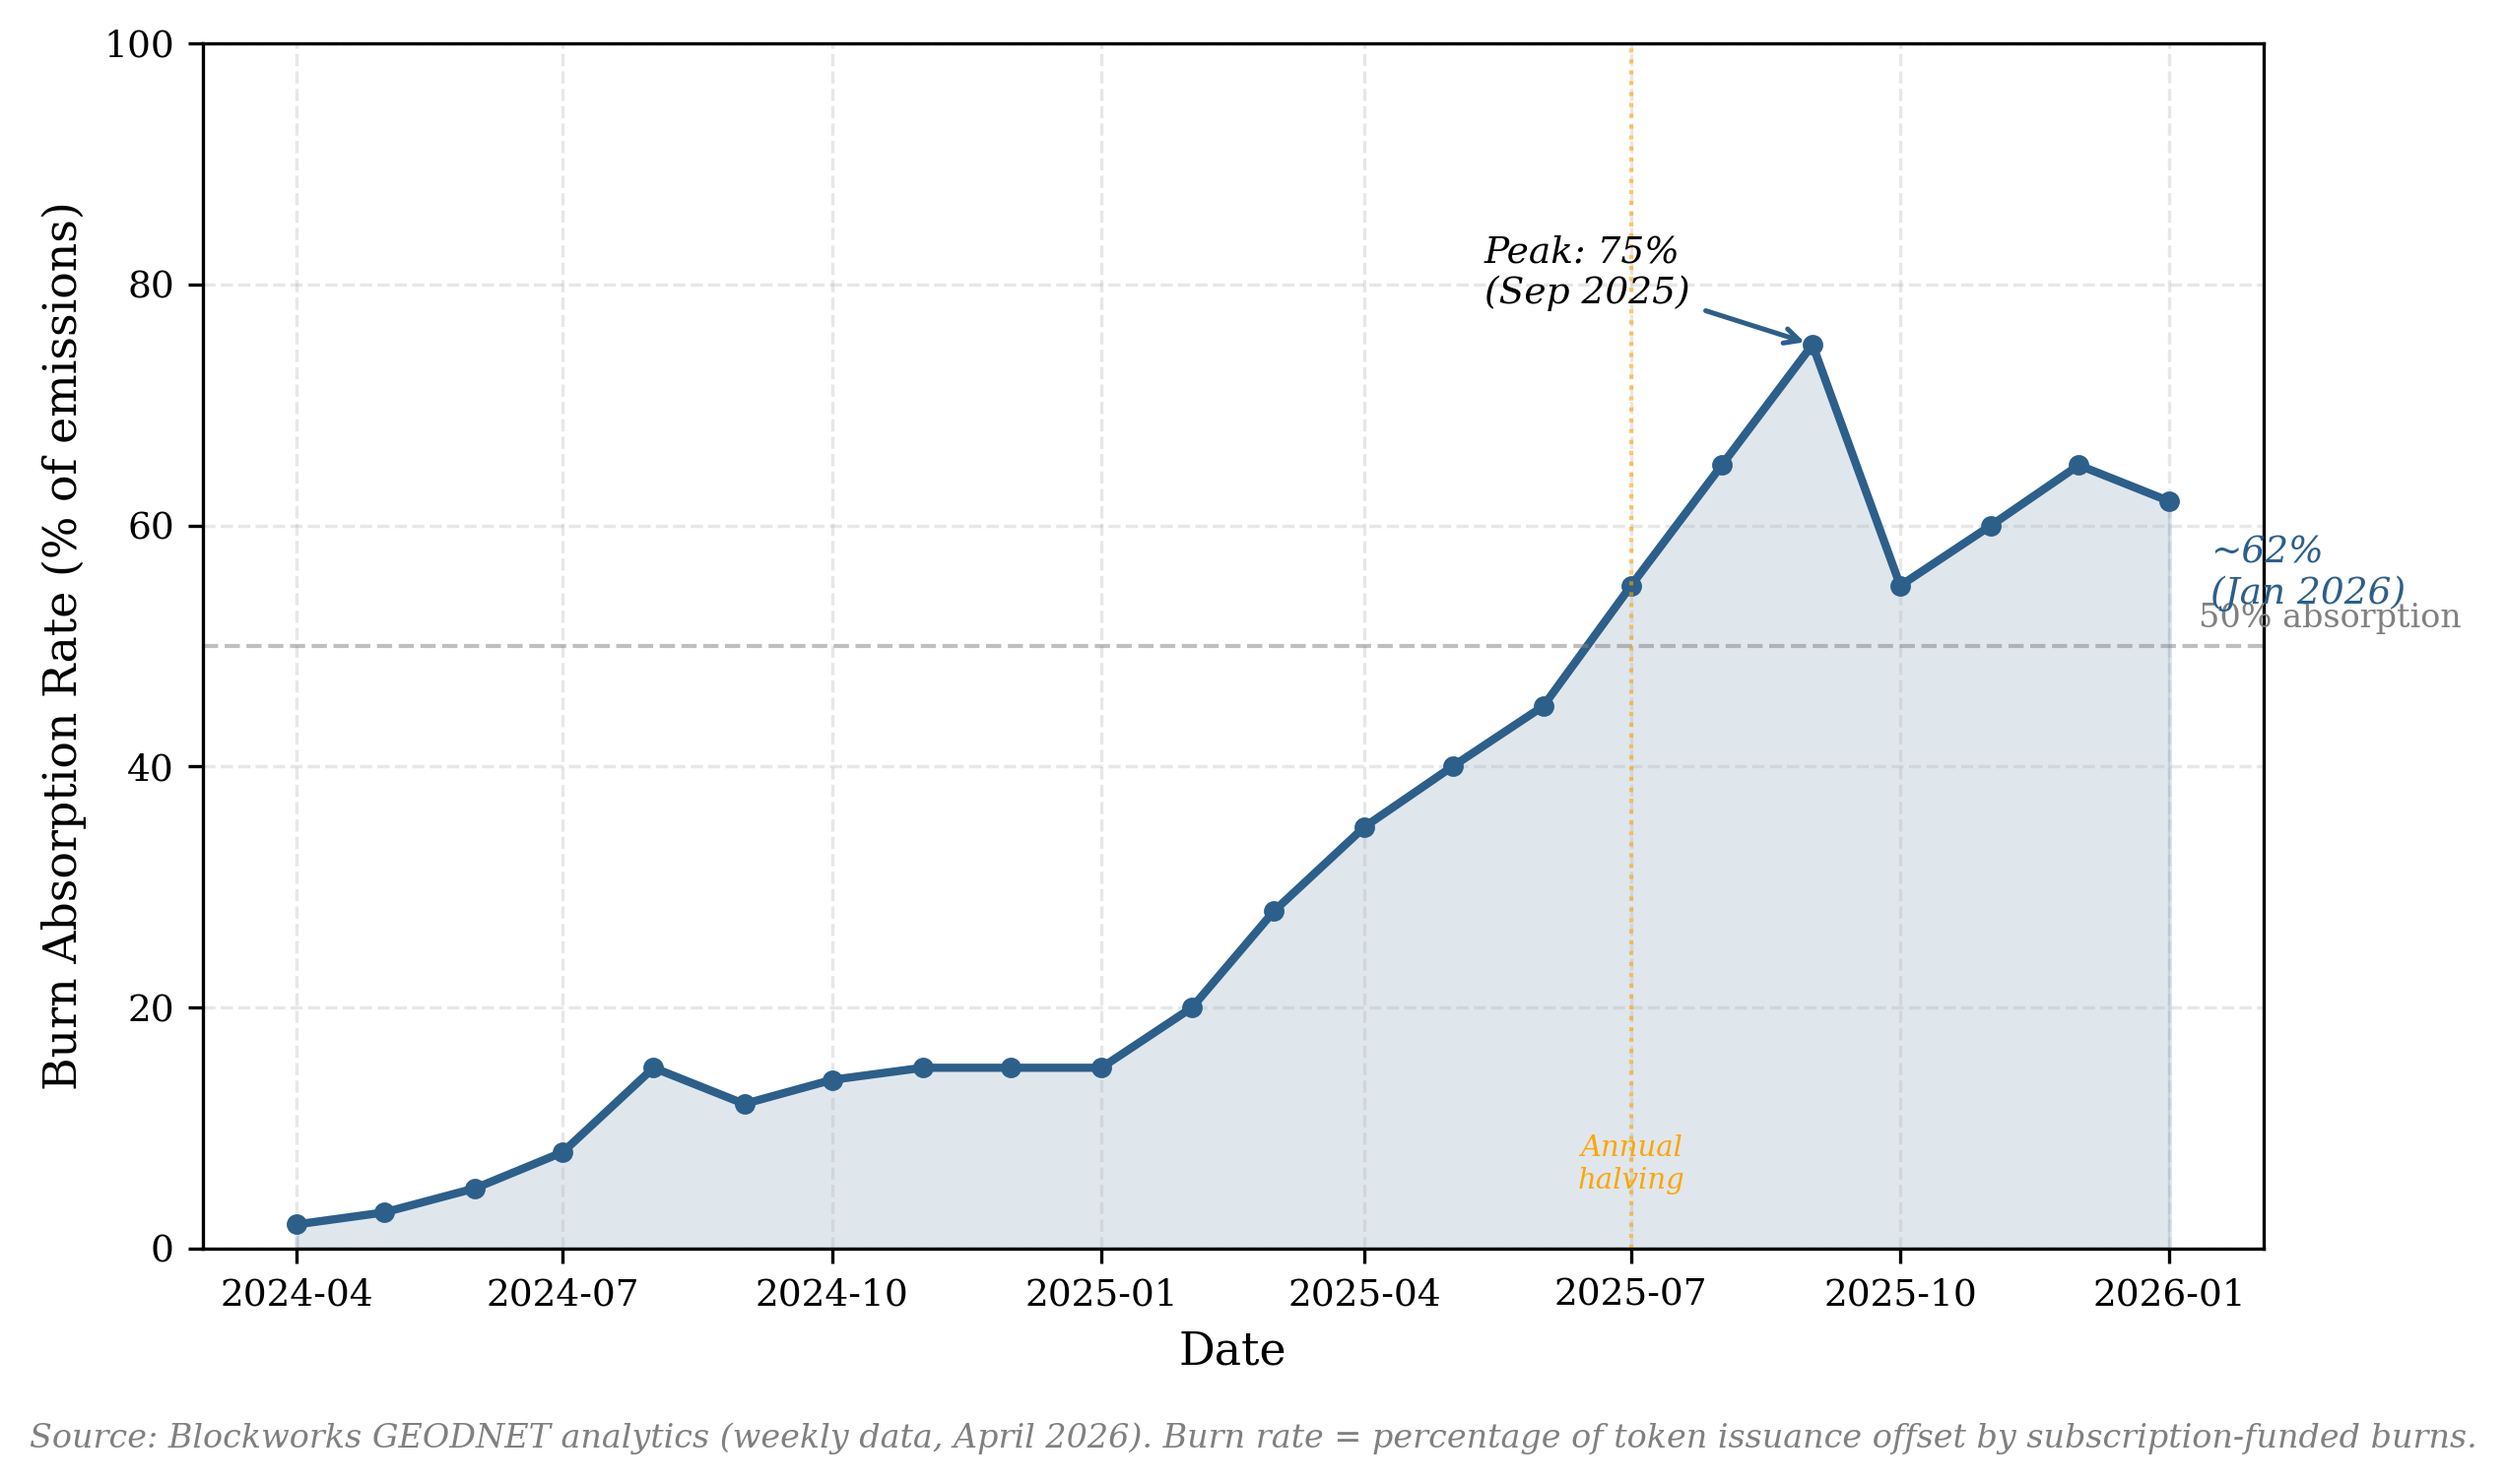 Burn Absorption Rate (% of emissions)
100
80
60
40
20
0
Peak: 75%
(Sep 2025)
~62%
(Jan 2026)
50% absorption
Annual
halving
2024-04
2024-07
2024-10
2025-01
2025-04
2025-07
2025-10
2026-01
Date
Source: Blockworks GEODNET analytics (weekly data, April 2026). Burn rate = percentage of token issuance offset by subscription-funded burns.